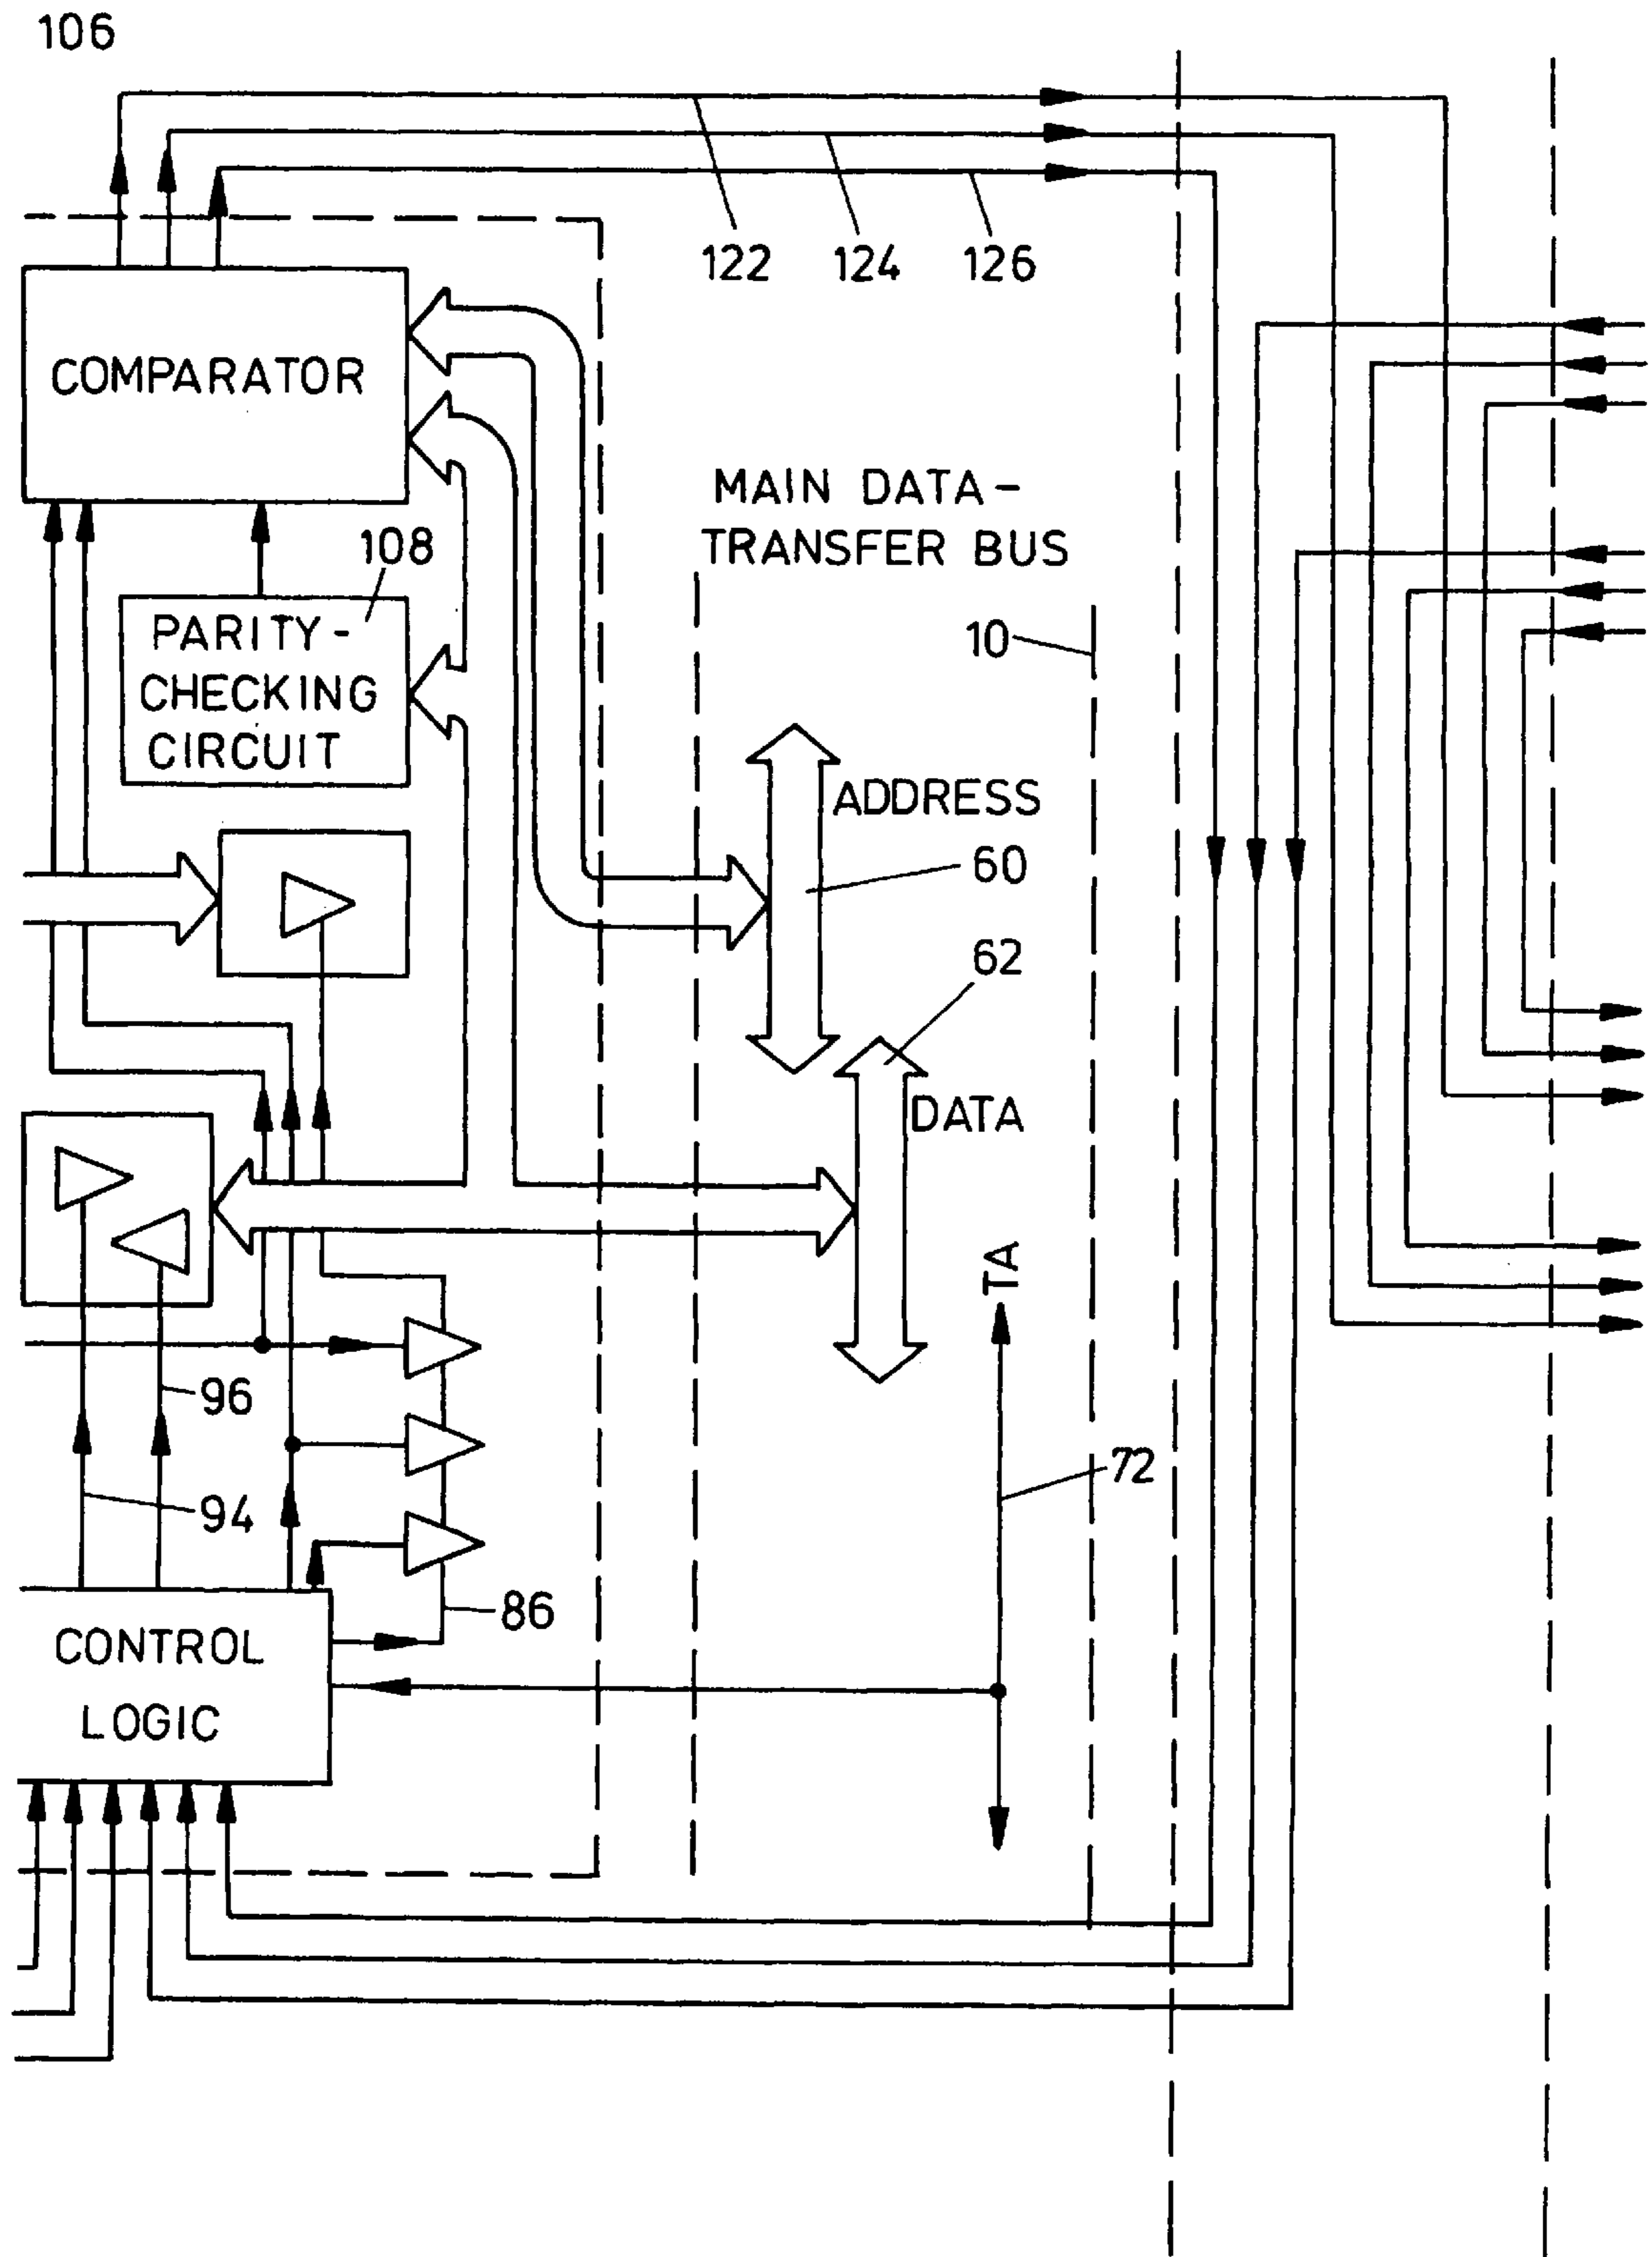 106
122
124
126
COMPARATOR
MAIN DATA-
TRANSFER BUS
108
PARITY-
CHECKING
CIRCUIT
10
ADDRESS
60
62
DATA
TA
96
72
94
86
CONTROL
LOGIC